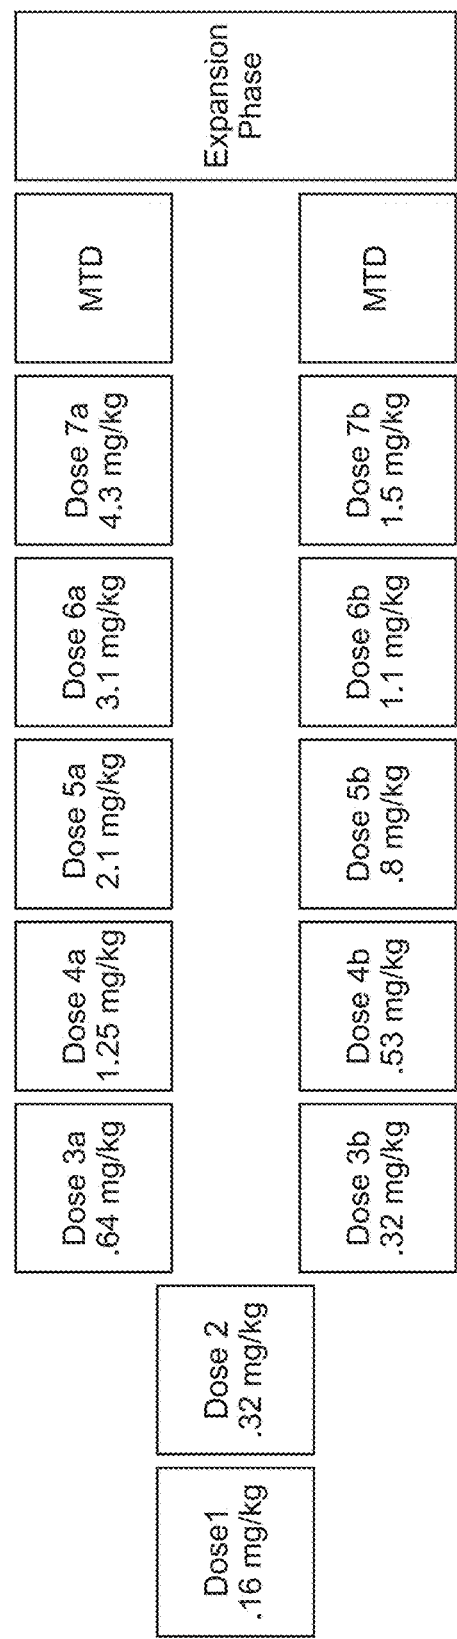 Dose1
.16 mg/kg
Dose 2
.32 mg/kg
Dose 3a
.64 mg/kg
Dose 4a
1.25 mg/kg
Dose 5a
2.1 mg/kg
Dose 6a
3.1 mg/kg
Dose 7a
4.3 mg/kg
MTD
Dose 3b
.32 mg/kg
Dose 4b
.53 mg/kg
Dose 5b
.8 mg/kg
Dose 6b
1.1 mg/kg
Dose 7b
1.5 mg/kg
MTD
Expansion
Phase